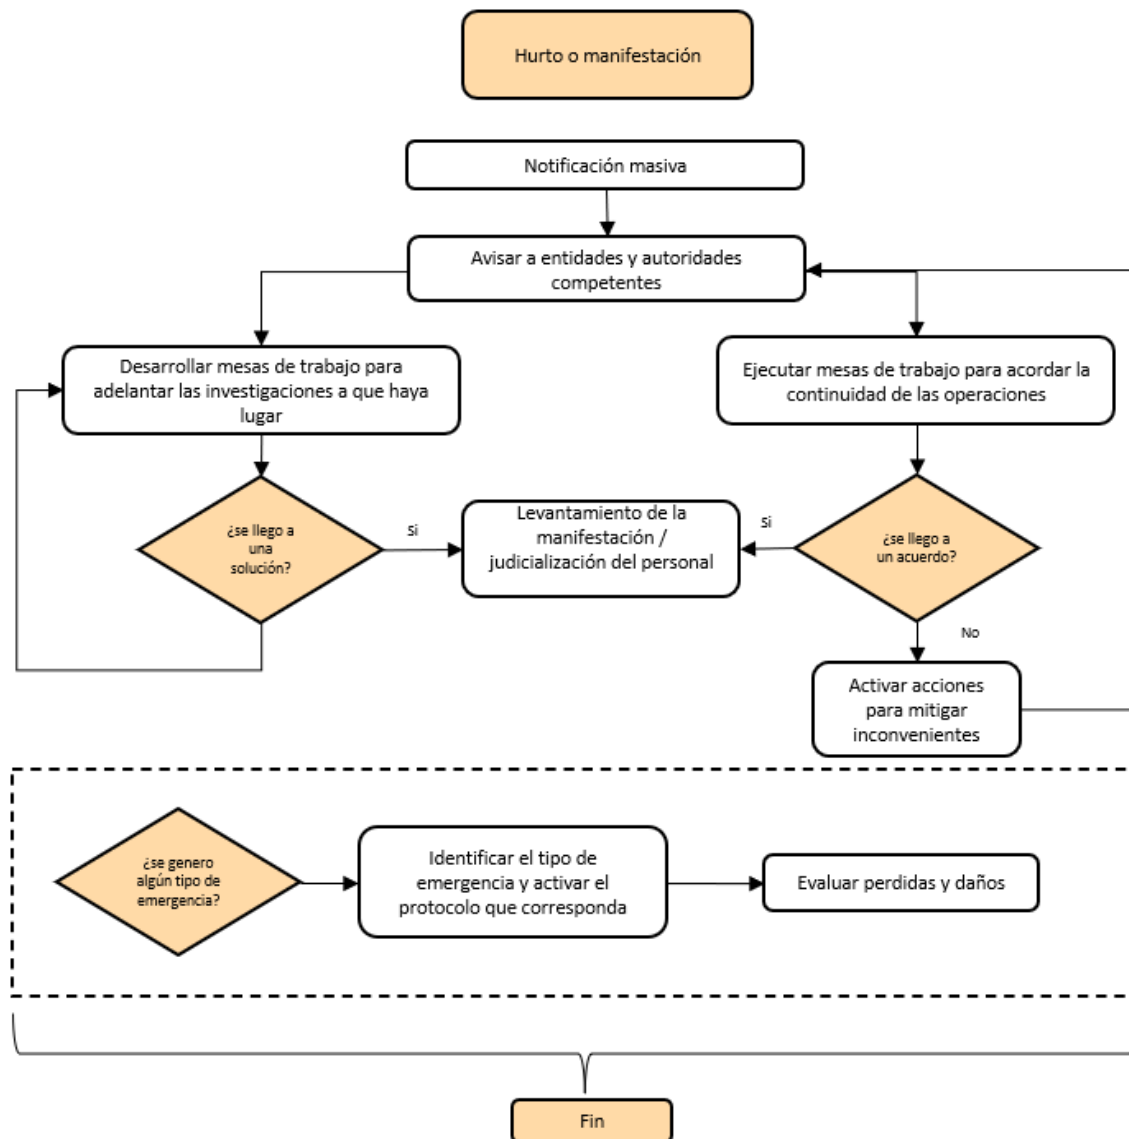 Hurto o manifestación
Notificación masiva
Avisar a entidades y autoridades
competentes
Desarrollar mesas de trabajo para
adelantar las investigaciones a que haya
lugar
Ejecutar mesas de trabajo para acordar la
continuidad de las operaciones
¿se llego a
una
solución?
Si
Levantamiento de la
manifestación /
judicialización del personal
Si
¿se llego a
un acuerdo?
No
Activar acciones
para mitigar
inconvenientes
¿se genero
algún tipo de
emergencia?
Identificar el tipo de
emergencia y activar el
protocolo que corresponda
Evaluar perdidas y daños
Fin